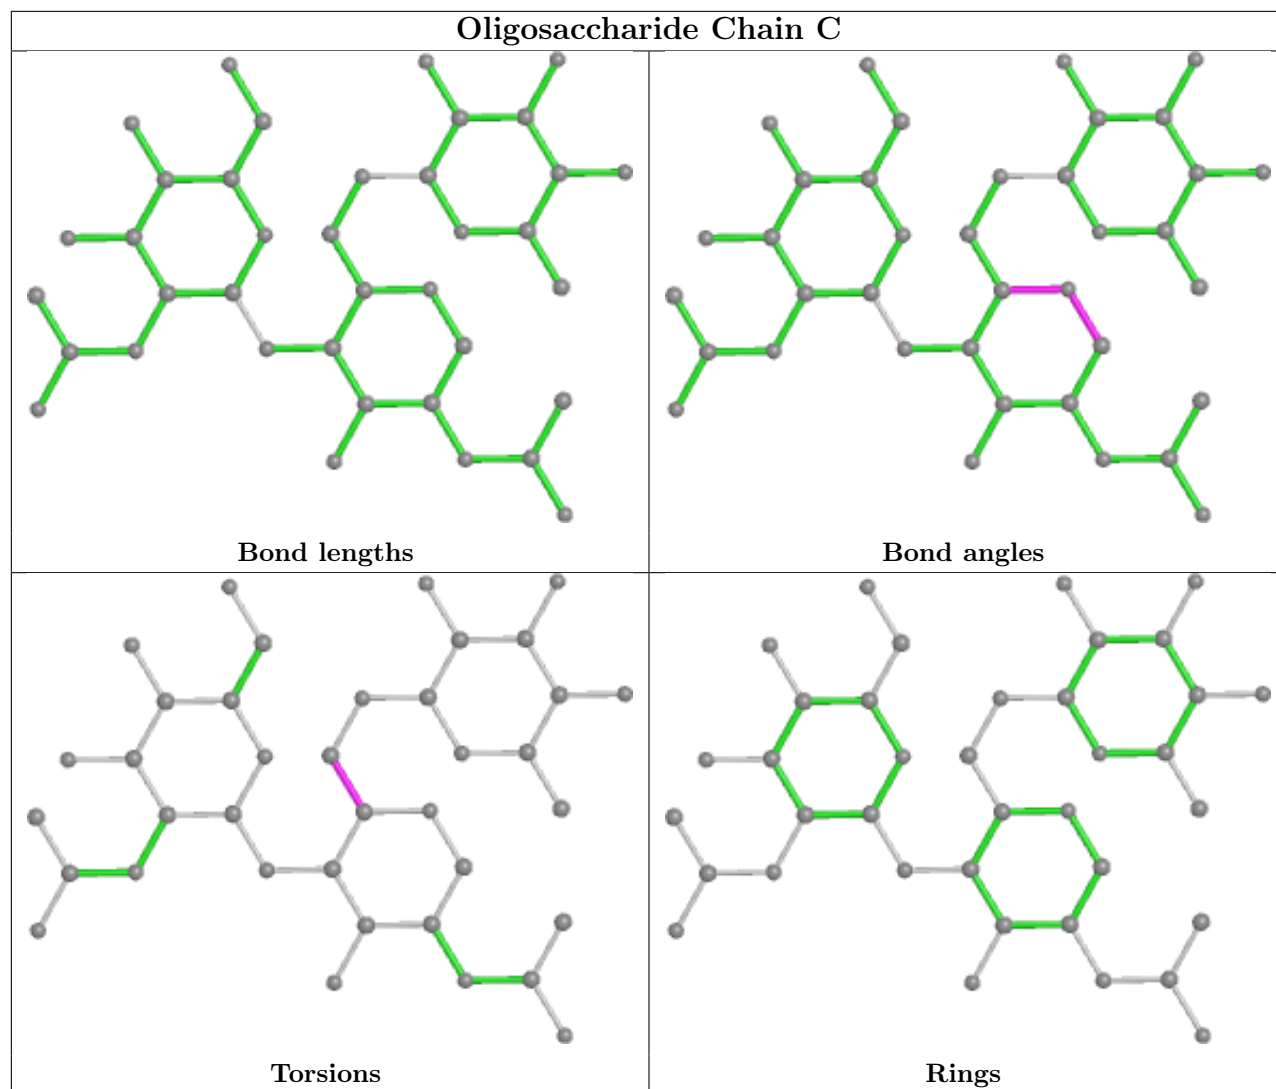 Oligosaccharide Chain C
Bond lengths
Bond angles
Torsions
Rings